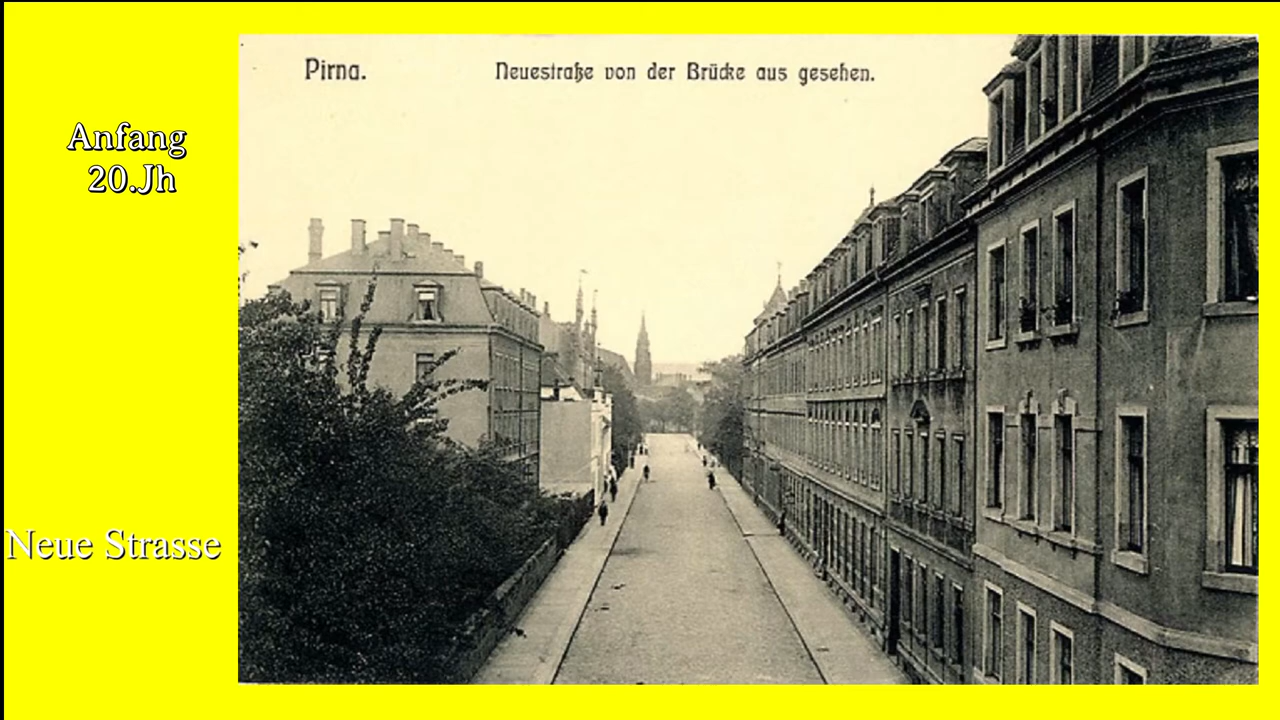 Pirna. Neuestraße von der Brücke aus gesehen.
Anfang
20.Jh
Neue Strasse